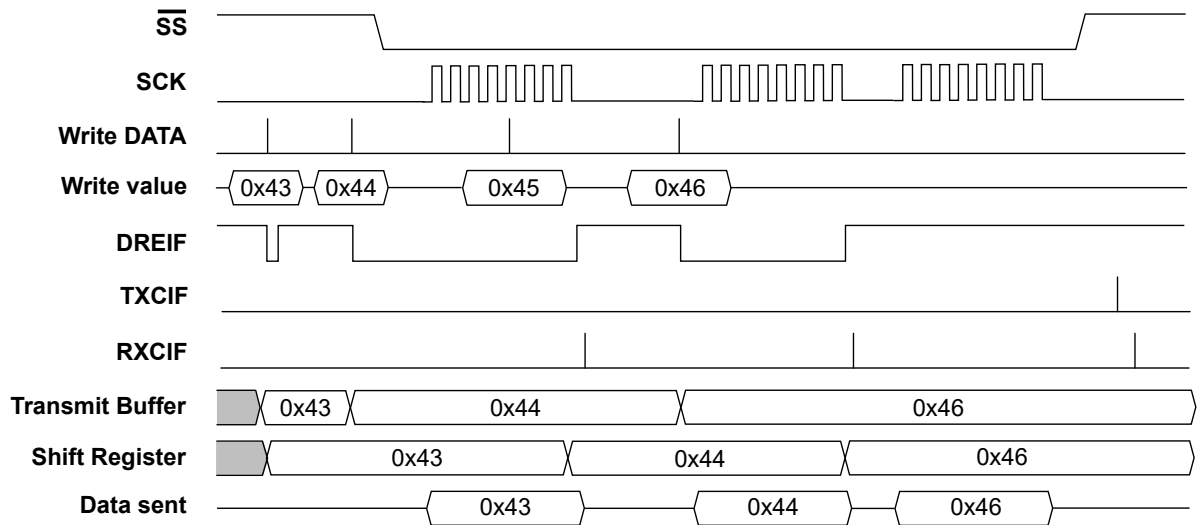 SS
SCK
Write DATA
Write value 0x43 0x44 0x45 0x46
DREIF
TXCIF
RXCIF
Transmit Buffer 0x43 0x44 0x46
Shift Register 0x43 0x44 0x46
Data sent 0x43 0x44 0x46